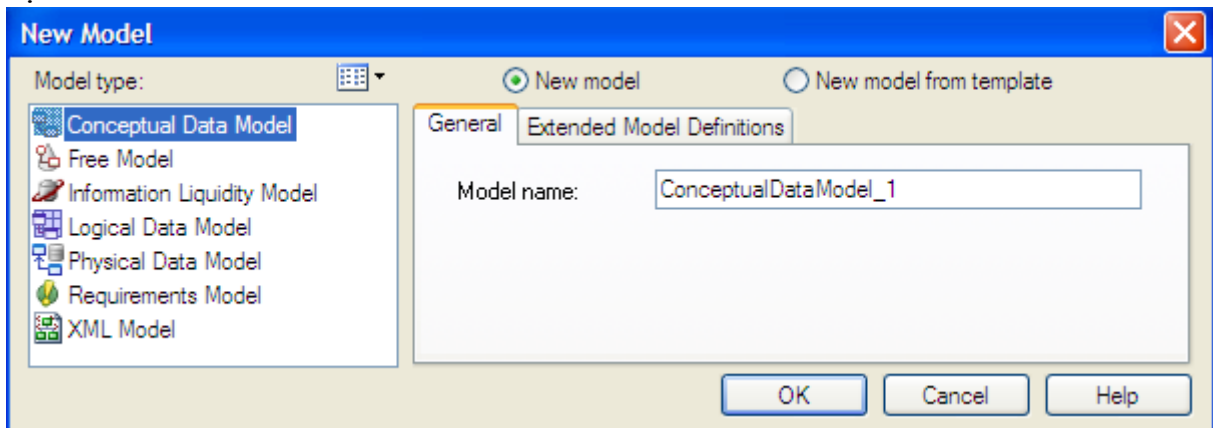 New Model
Model type:
New model
New model from template
Conceptual Data Model
Free Model
Information Liquidity Model
Logical Data Model
Physical Data Model
Requirements Model
XML Model
General
Extended Model Definitions
Model name:
ConceptualDataModel_1
OK
Cancel
Help